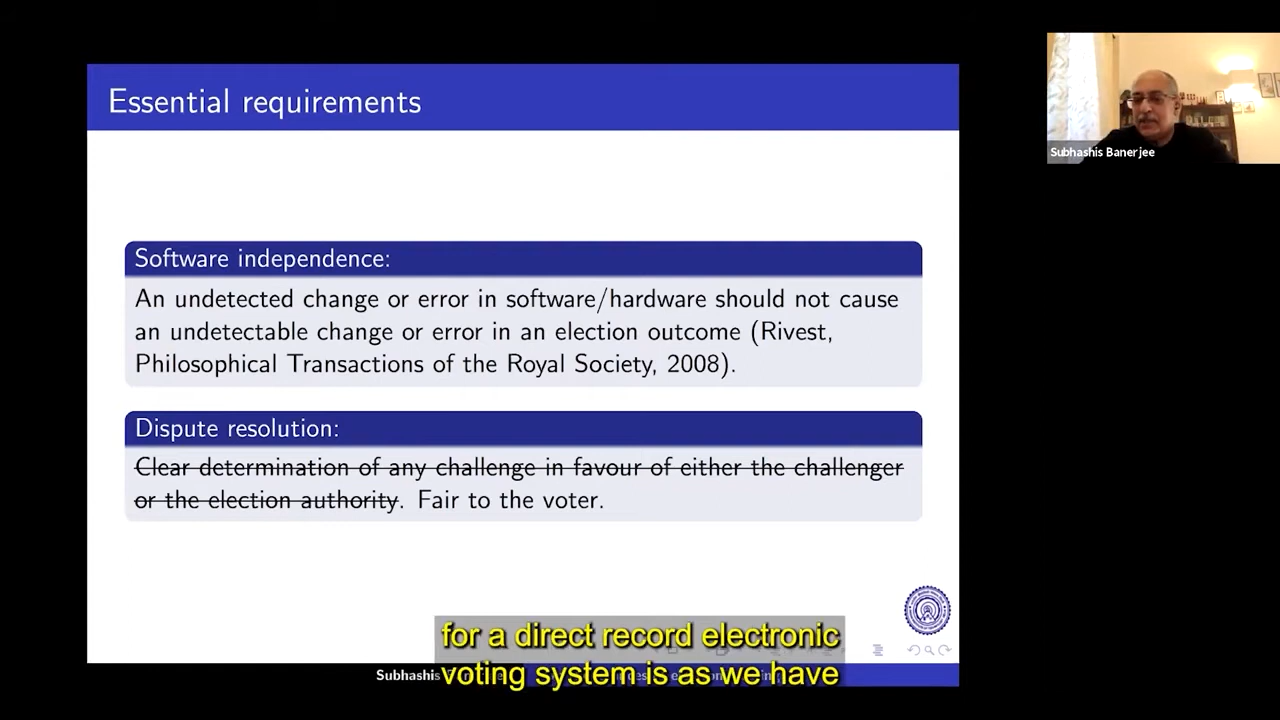 Essential requirements
Subhashis Banerjee
Software independence:
An undetected change or error in software/hardware should not cause
an undetectable change or error in an election outcome (Rivest,
Philosophical Transactions of the Royal Society, 2008).
Dispute resolution:
Clear determination of any challenge in favour of either the challenger
or the election authority. Fair to the voter.
for a direct record electronic
voting system is as we have
Subhashis